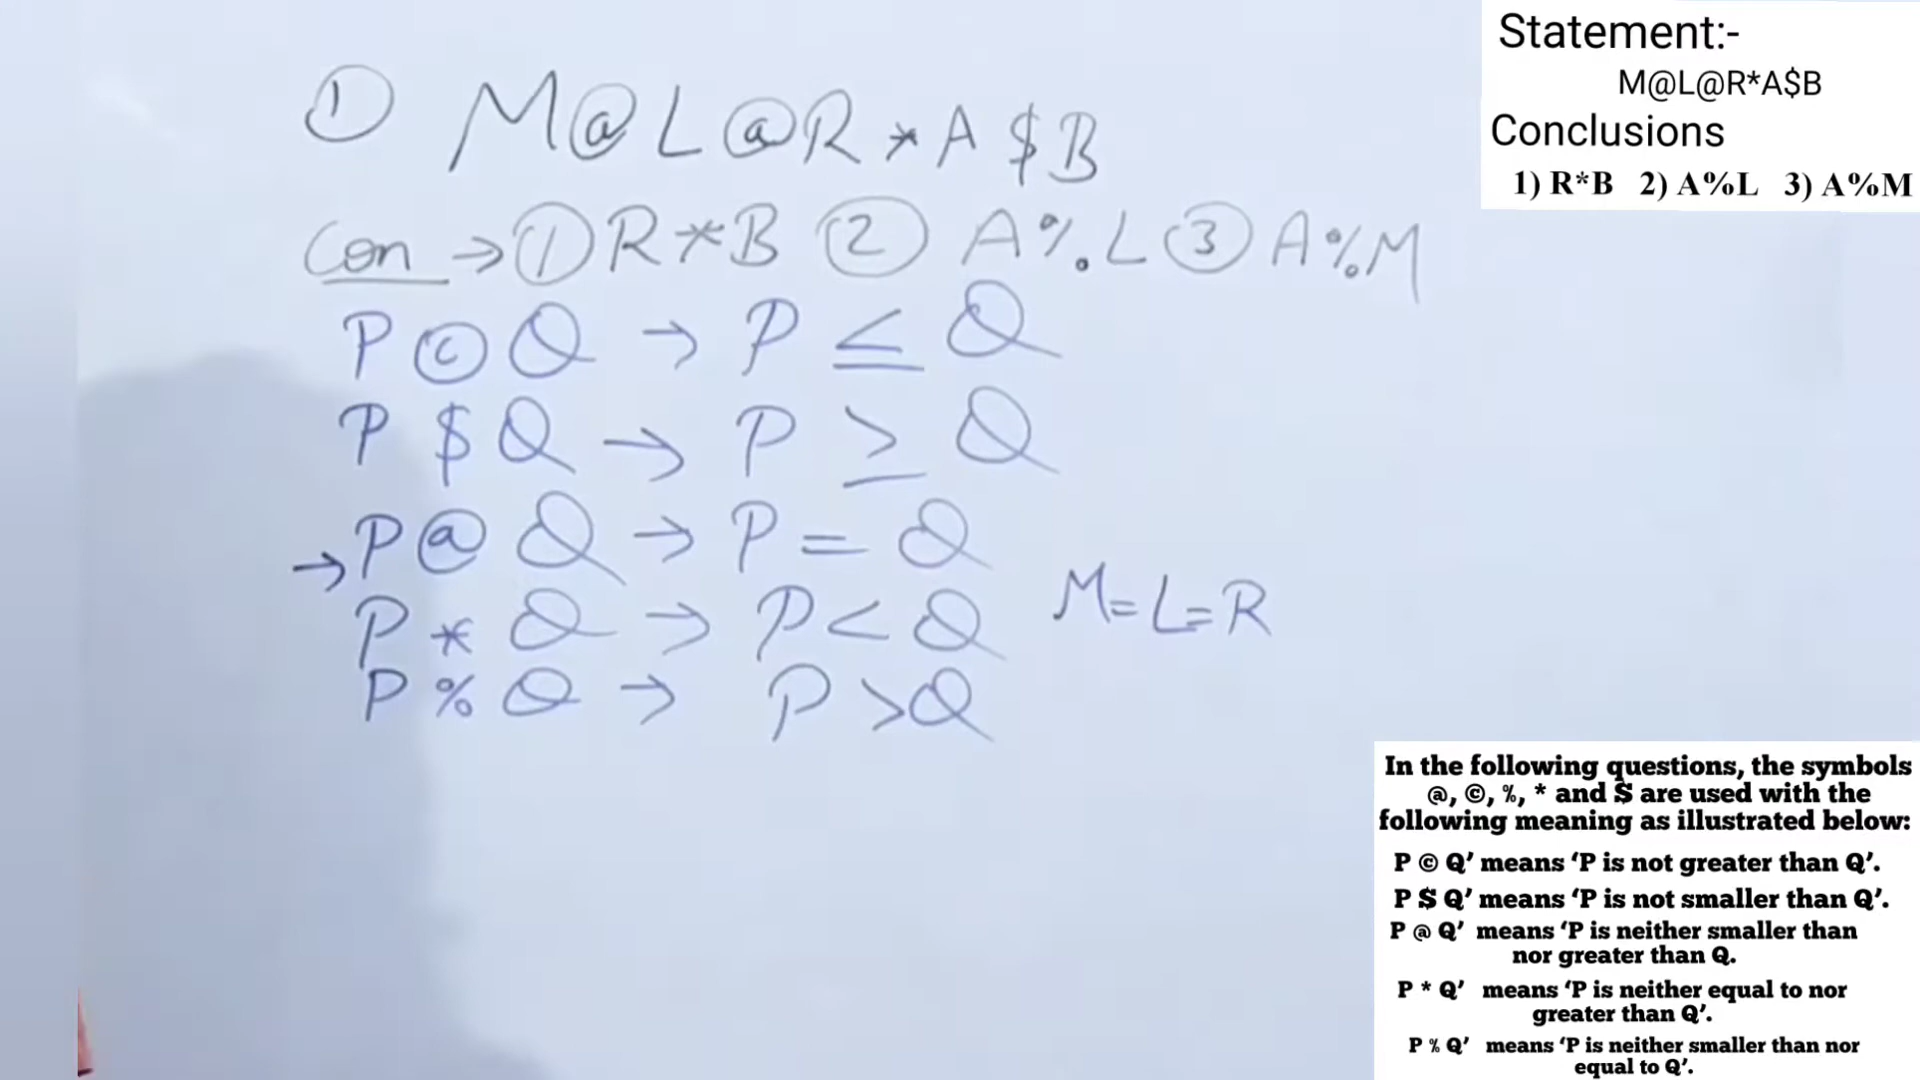 ① M@L@R*A$B
Con → ① R*B ② A%L ③ A%M
P © Q → P ≤ Q
P $ Q → P ≥ Q
→ P @ Q → P = Q
P * Q → P < Q
M=L=R
P % Q → P > Q
Statement:-
M@L@R*A$B
Conclusions
1) R*B 2) A%L 3) A%M
In the following questions, the symbols
@, ©, %, * and $ are used with the
following meaning as illustrated below:
P © Q’ means ‘P is not greater than Q’.
P $ Q’ means ‘P is not smaller than Q’.
P @ Q’ means ‘P is neither smaller than
nor greater than Q.
P * Q’ means ‘P is neither equal to nor
greater than Q’.
P % Q’ means ‘P is neither smaller than nor
equal to Q’.